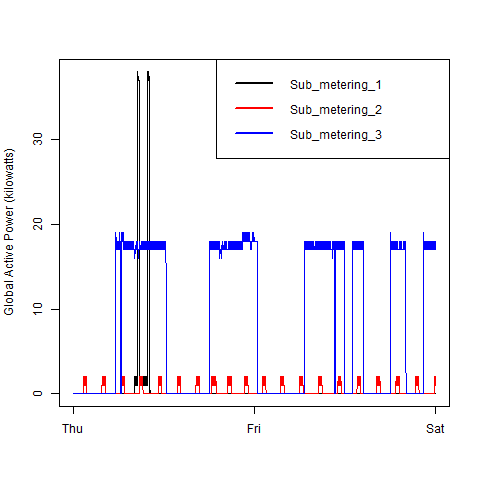 Sub_metering_1
Sub_metering_2
Sub_metering_3
Global Active Power (kilowatts)
30
20
10
0
Thu
Fri
Sat